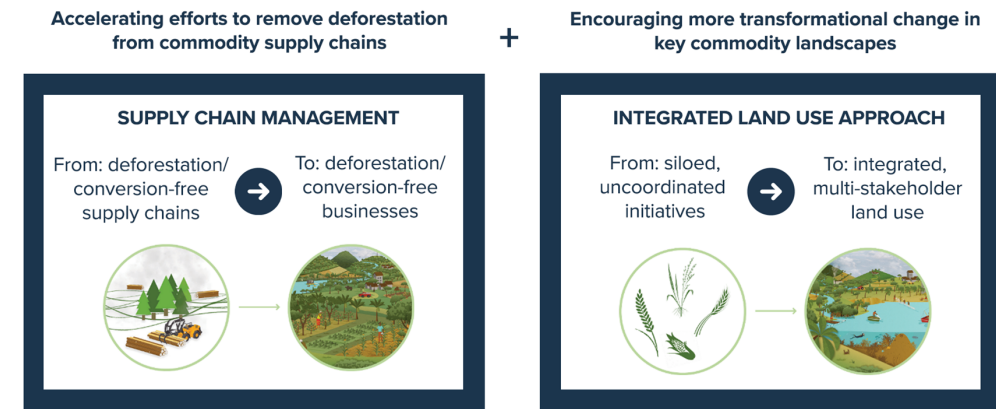 Accelerating efforts to remove deforestation
from commodity supply chains
+
Encouraging more transformational change in
key commodity landscapes
SUPPLY CHAIN MANAGEMENT
From: deforestation/
conversion-free
supply chains
To: deforestation/
conversion-free
businesses
INTEGRATED LAND USE APPROACH
From: siloed,
uncoordinated
initiatives
To: integrated,
multi-stakeholder
land use